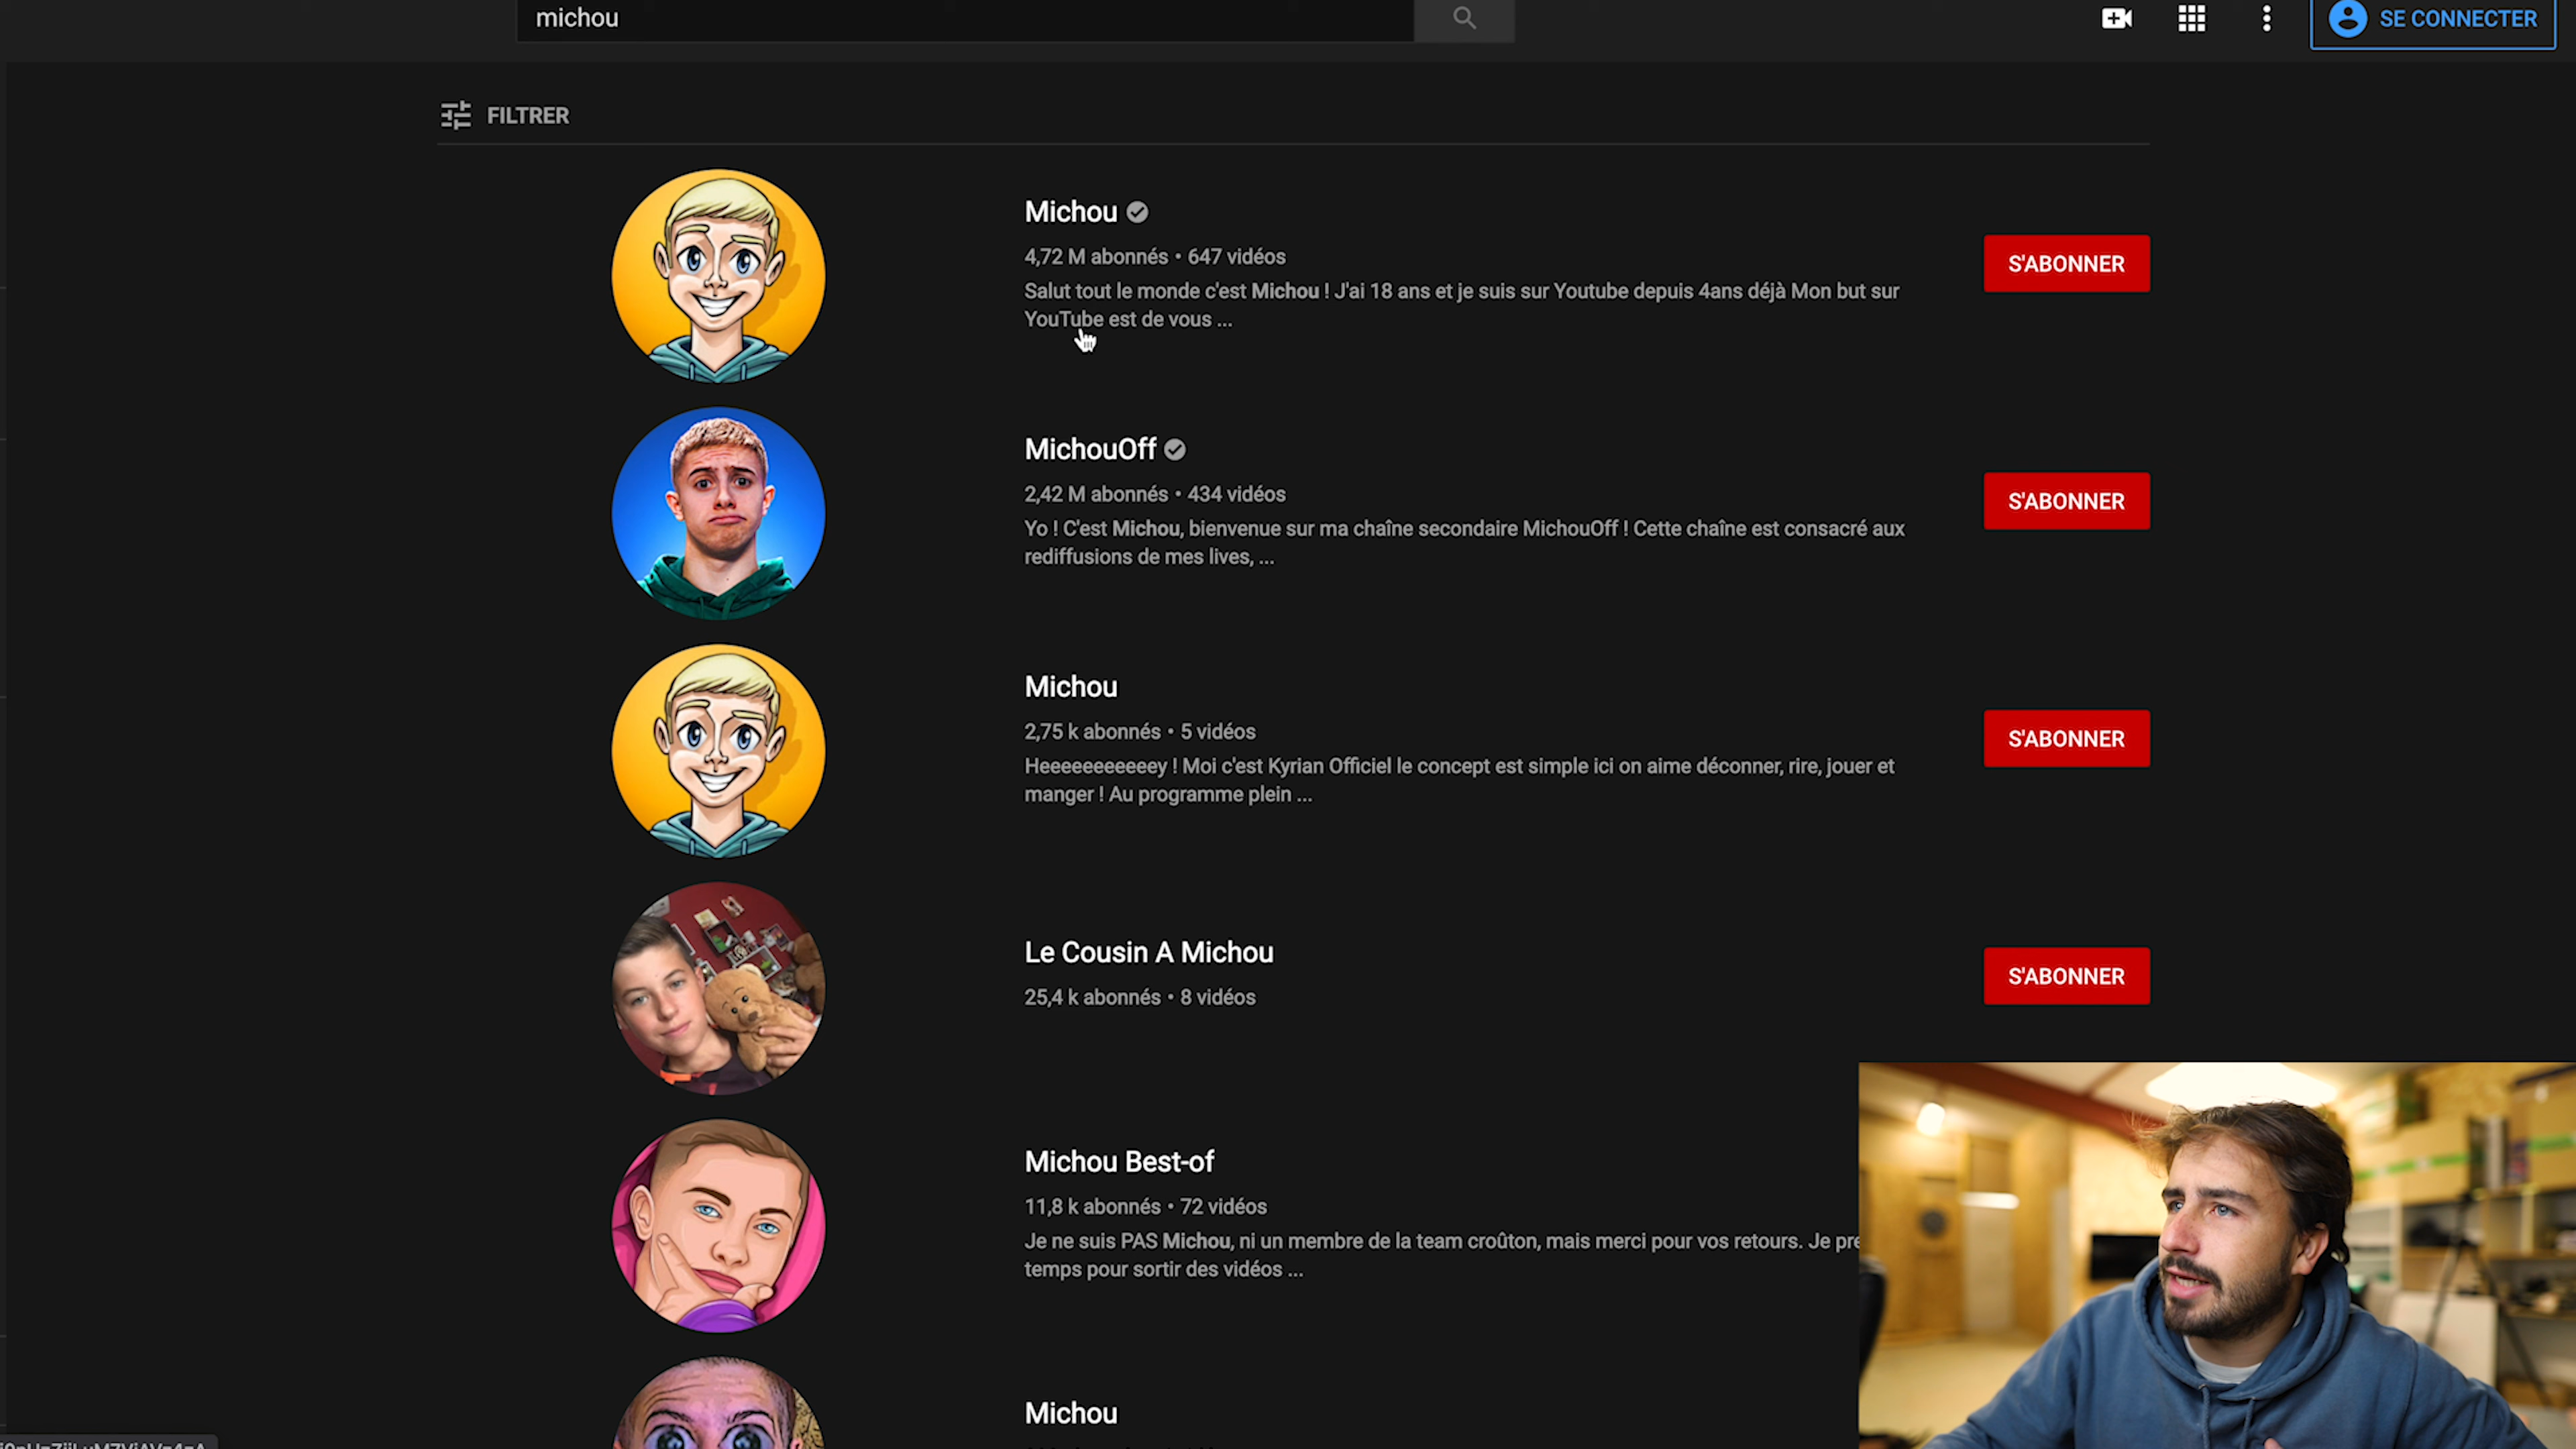 michou
SE CONNECTER
FILTRER
Michou
4,72 M abonnés • 647 vidéos
Salut tout le monde c'est Michou ! J'ai 18 ans et je suis sur Youtube depuis 4ans déjà Mon but sur
YouTube est de vous ...
S'ABONNER
MichouOff
2,42 M abonnés • 434 vidéos
Yo ! C'est Michou, bienvenue sur ma chaîne secondaire MichouOff ! Cette chaîne est consacré aux
rediffusions de mes lives, ...
S'ABONNER
Michou
2,75 k abonnés • 5 vidéos
Heeeeeeeeeeey ! Moi c'est Kyrian Officiel le concept est simple ici on aime déconner, rire, jouer et
manger ! Au programme plein ...
S'ABONNER
Le Cousin A Michou
25,4 k abonnés • 8 vidéos
S'ABONNER
Michou Best-of
11,8 k abonnés • 72 vidéos
Je ne suis PAS Michou, ni un membre de la team croûton, mais merci pour vos retours. Je pre
temps pour sortir des vidéos ...
Michou